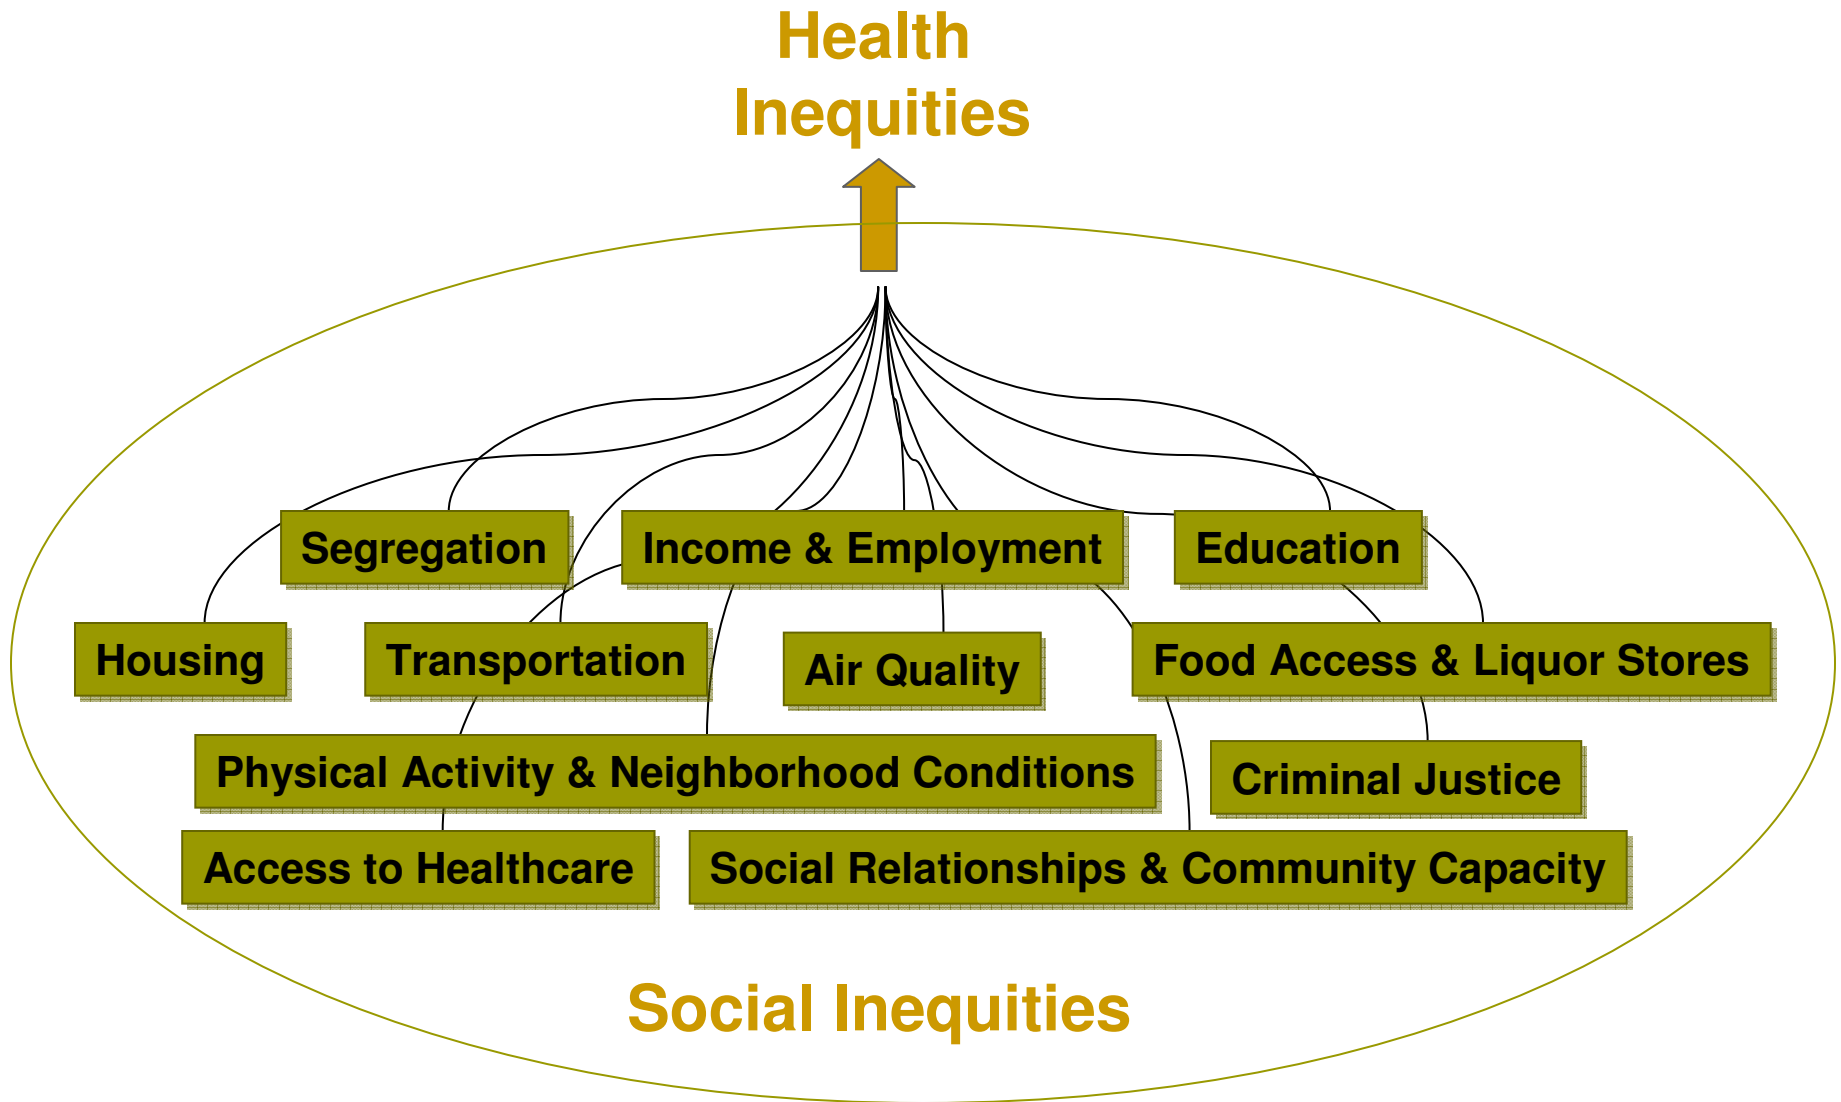 Health
Inequities
Segregation
Income & Employment
Education
Housing
Transportation
Air Quality
Food Access & Liquor Stores
Physical Activity & Neighborhood Conditions
Criminal Justice
Access to Healthcare
Social Relationships & Community Capacity
Social Inequities